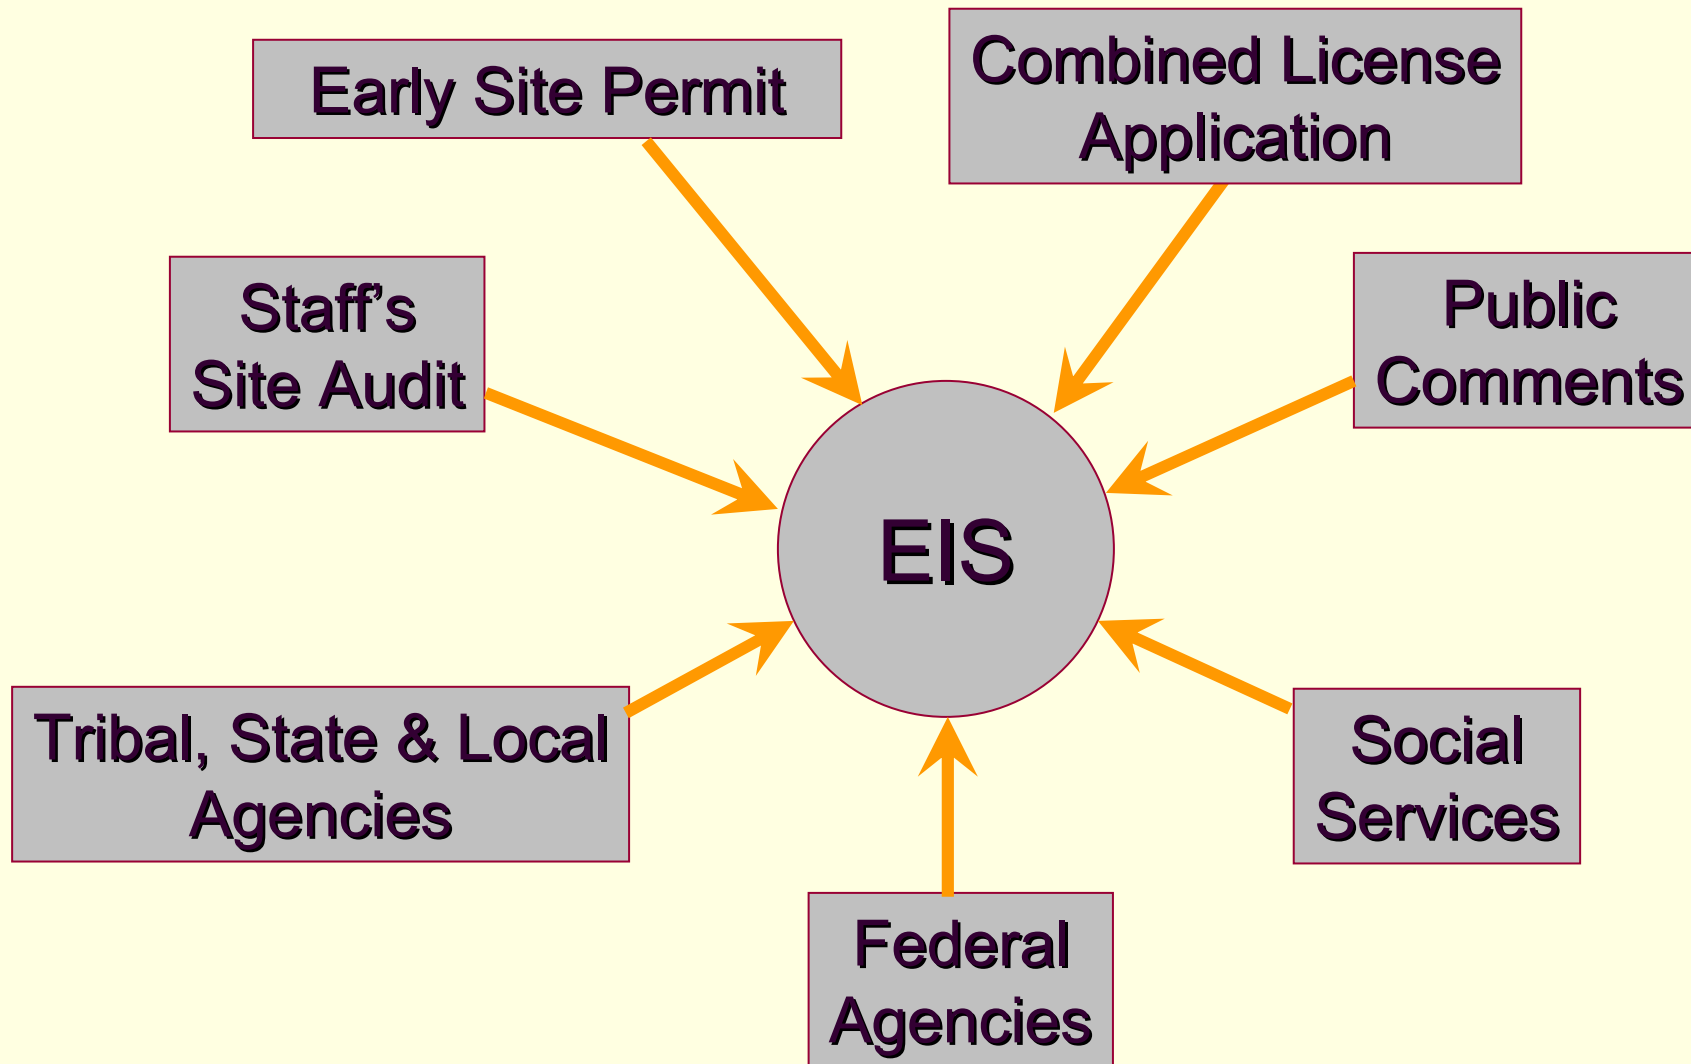 Early Site Permit
Combined License
Application
Staff's
Site Audit
Public
Comments
EIS
Tribal, State & Local
Agencies
Social
Services
Federal
Agencies